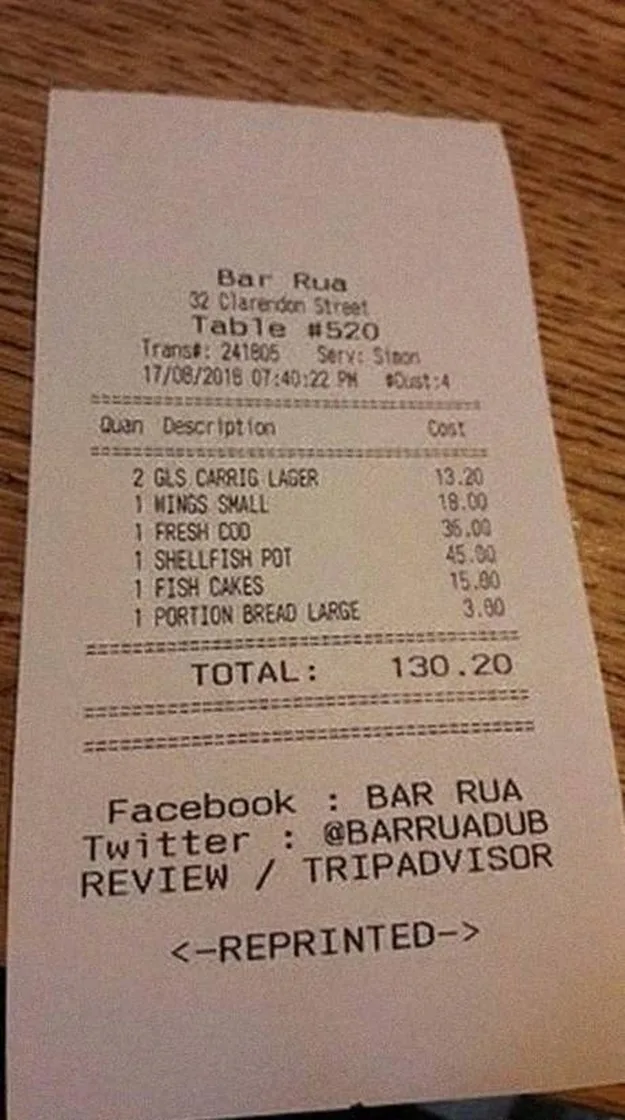 Bar Rua
32 Clarendon Street
Table #520
Trans#: 241805 Serv: Simon
17/08/2018 07:40:22 PM #Cust:4
Quan Description Cost
2 GLS CARRIG LAGER 13.20
1 WINGS SMALL 18.00
1 FRESH COD 36.00
1 SHELLFISH POT 45.00
1 FISH CAKES 15.00
1 PORTION BREAD LARGE 3.00
TOTAL: 130.20
Facebook : BAR RUA
Twitter : @BARRUADUB
REVIEW / TRIPADVISOR
<-REPRINTED->